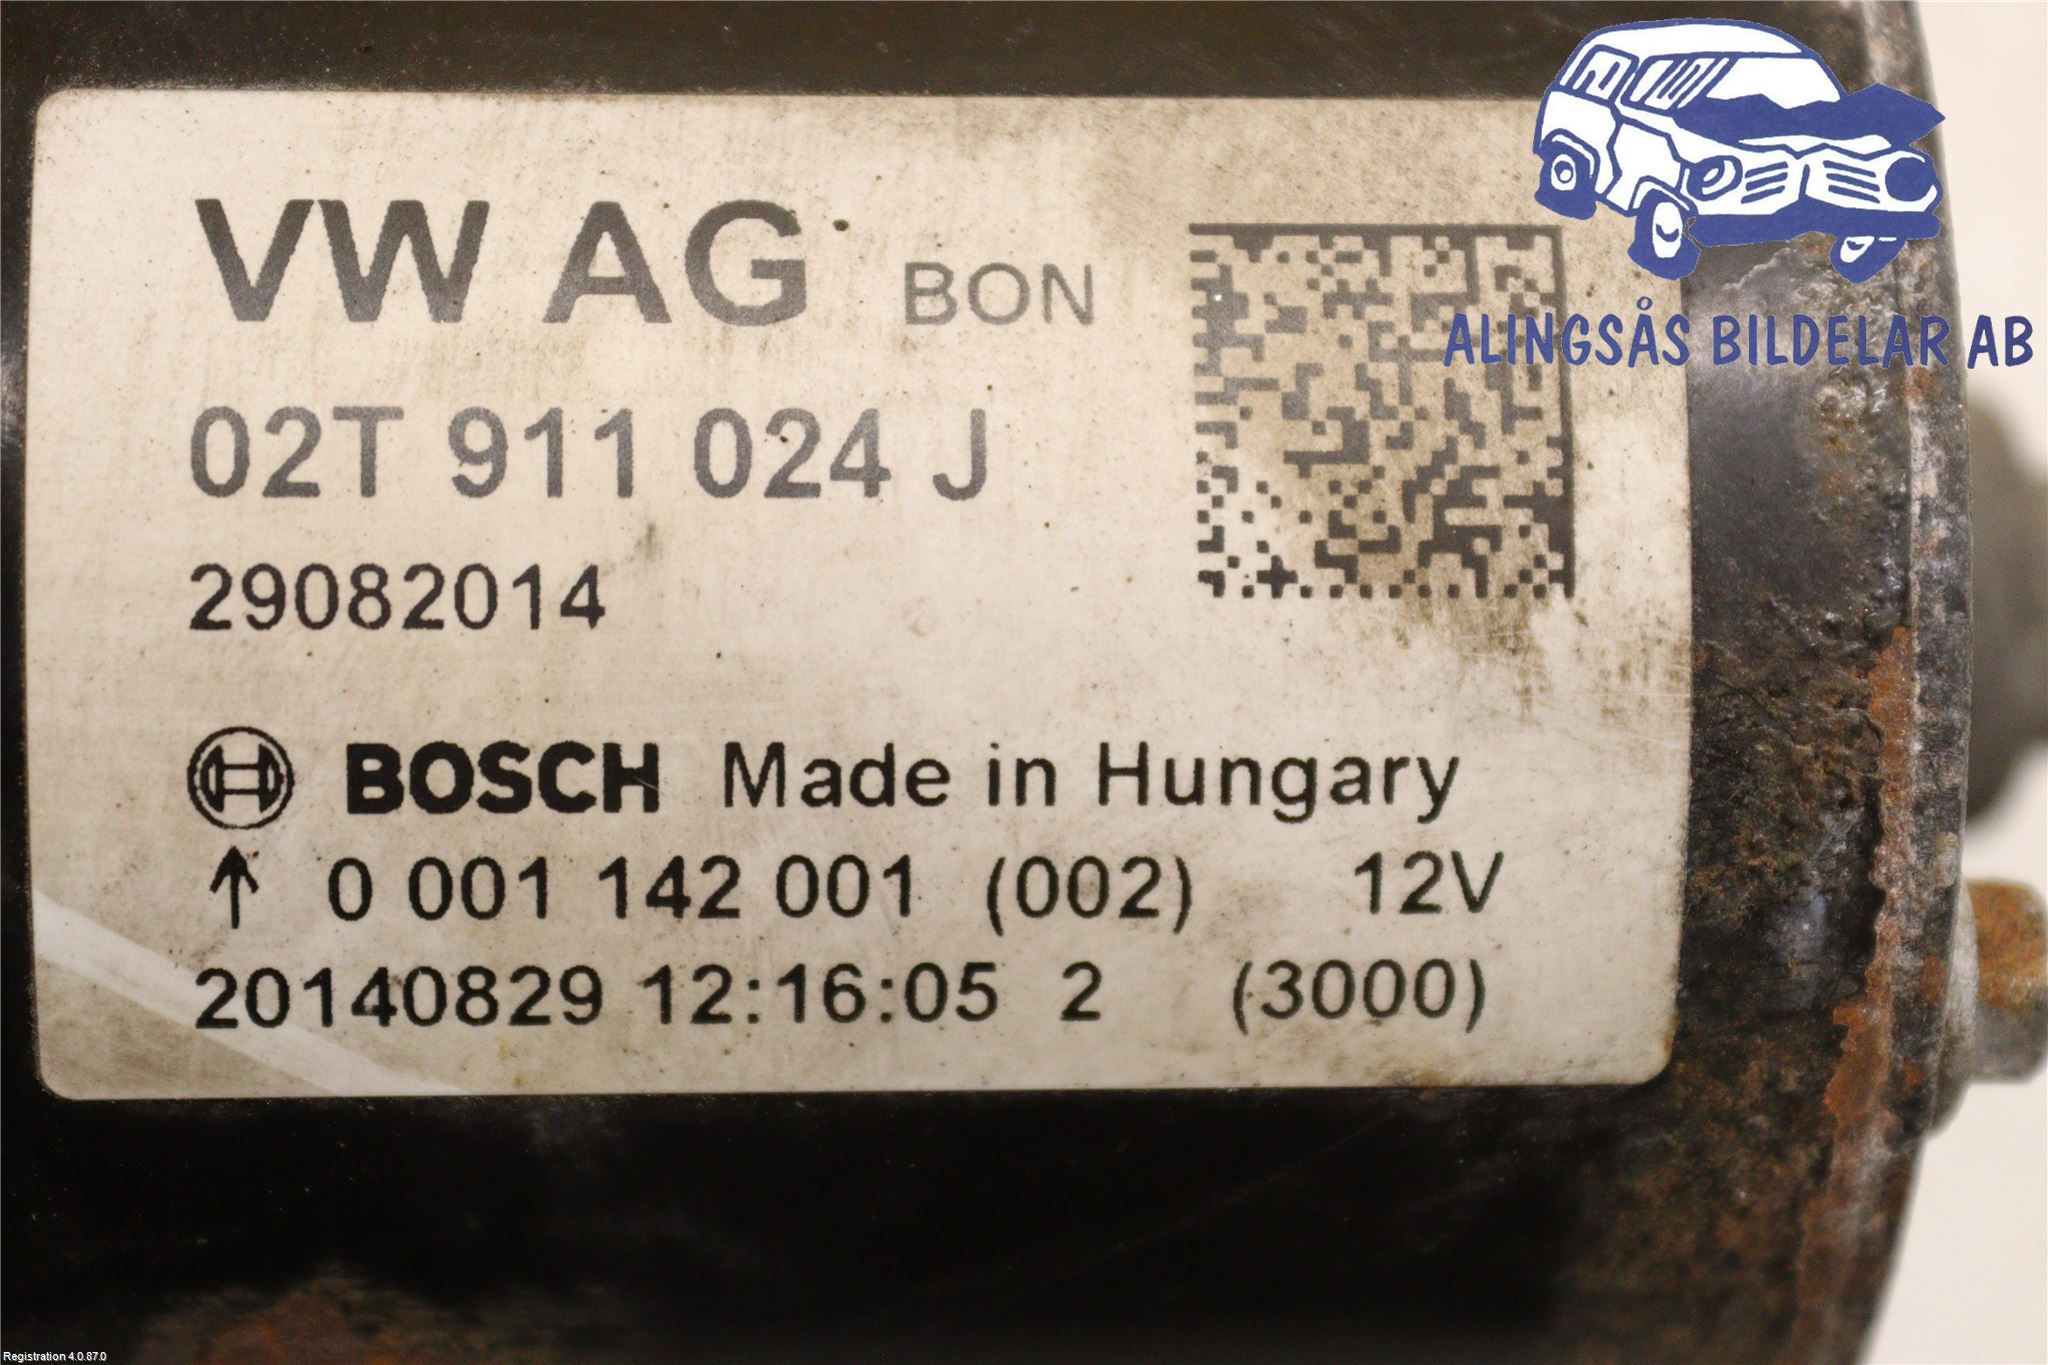 VW AG BON
02T 911 024 J
29082014
BOSCH Made in Hungary
↑ 0 001 142 001 (002) 12V
20140829 12:16:05 2 (3000)
ALINGSÅS BILDELAR AB
Registration 4.0.87.0